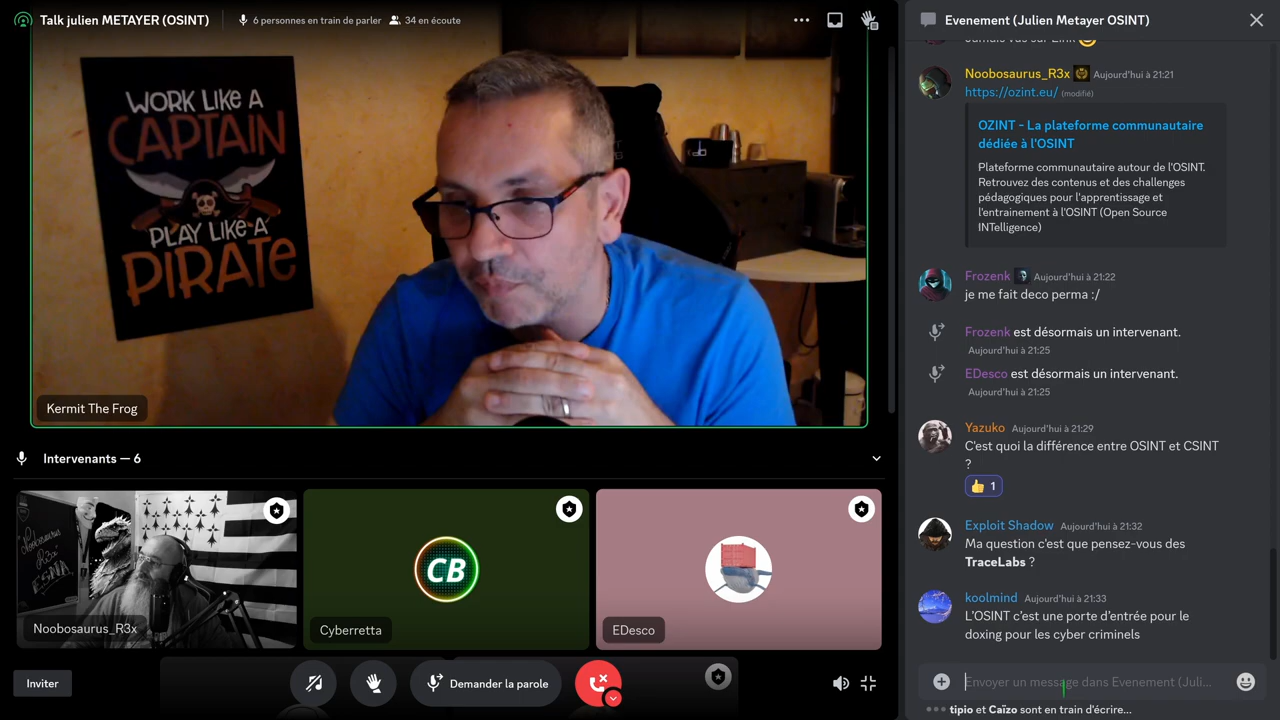 Talk julien METAYER (OSINT)
6 personnes en train de parler
34 en écoute
WORK LIKE A
CAPTAIN
PLAY LIKE A
PIRATE
Kermit The Frog
Intervenants — 6
Noobosaurus_R3x
CB
Cyberretta
EDesco
Inviter
Demander la parole
Evenement (Julien Metayer OSINT)
Noobosaurus_R3x Aujourd'hui à 21:21
https://ozint.eu/ (modifié)
OZINT - La plateforme communautaire
dédiée à l'OSINT
Plateforme communautaire autour de l'OSINT.
Retrouvez des contenus et des challenges
pédagogiques pour l'apprentissage et
l'entrainement à l'OSINT (Open Source
INTelligence)
Frozenk Aujourd'hui à 21:22
je me fait deco perma :/
Frozenk est désormais un intervenant.
Aujourd'hui à 21:25
EDesco est désormais un intervenant.
Aujourd'hui à 21:25
Yazuko Aujourd'hui à 21:29
C'est quoi la différence entre OSINT et CSINT
?
1
Exploit Shadow Aujourd'hui à 21:32
Ma question c'est que pensez-vous des
TraceLabs ?
koolmind Aujourd'hui à 21:33
L'OSINT c'est une porte d'entrée pour le
doxing pour les cyber criminels
Envoyer un message dans Evenement (Juli...
tipio et Caïzo sont en train d'écrire...